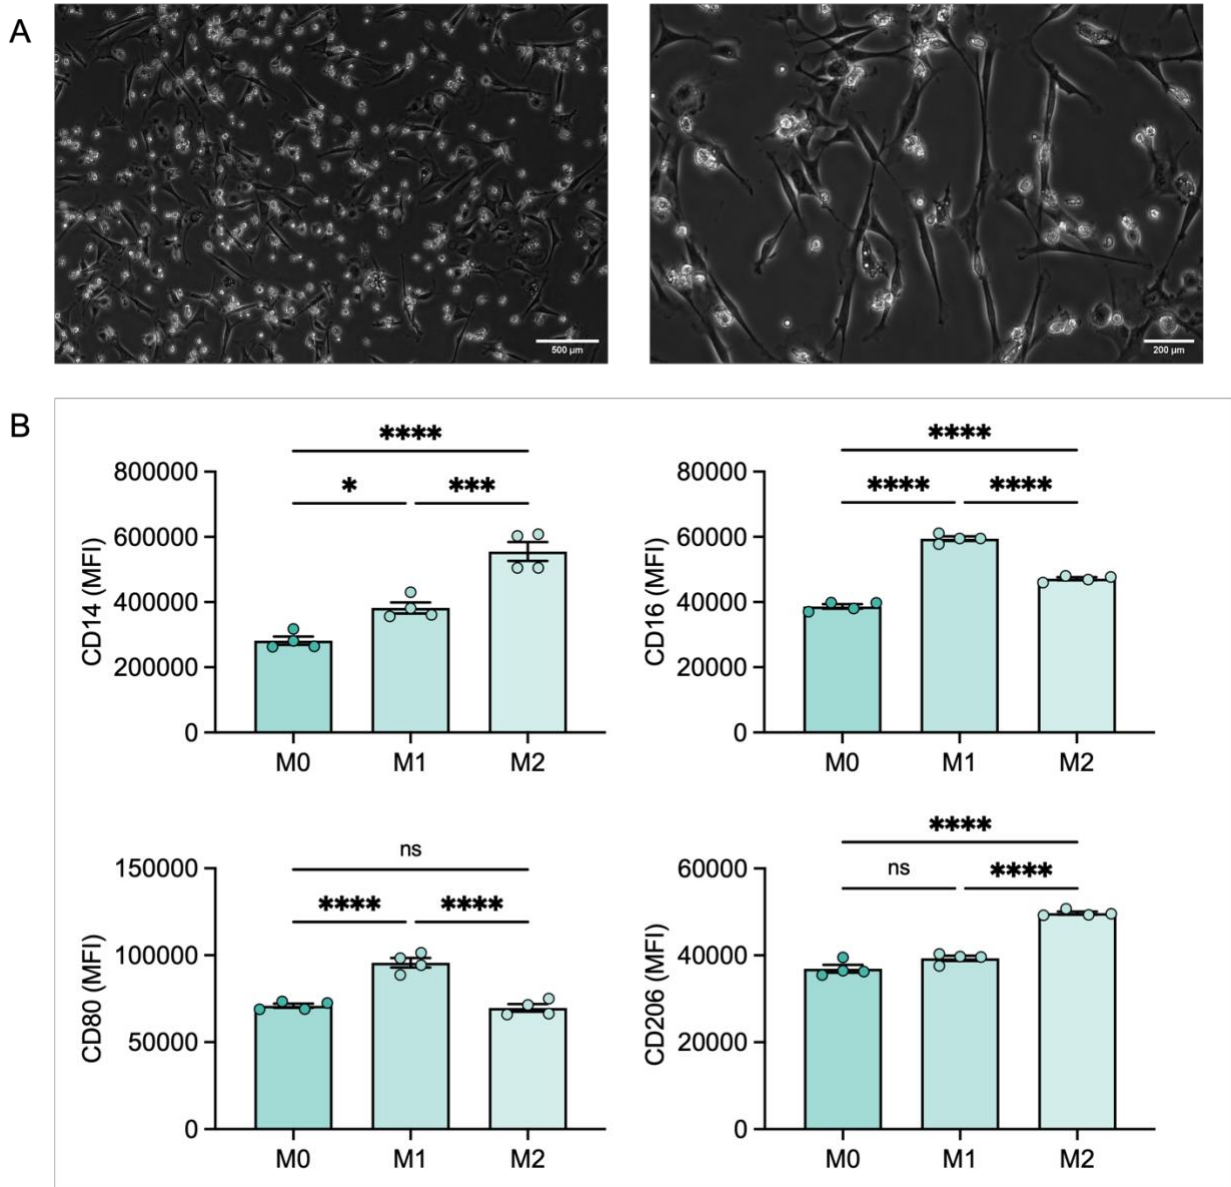 A
500 µm
200 µm
B
****
* ***
CD14 (MFI)
800000
600000
400000
200000
0
M0 M1 M2
****
**** ****
CD16 (MFI)
80000
60000
40000
20000
0
M0 M1 M2
ns
**** ****
CD80 (MFI)
150000
100000
50000
0
M0 M1 M2
****
ns ****
CD206 (MFI)
60000
40000
20000
0
M0 M1 M2